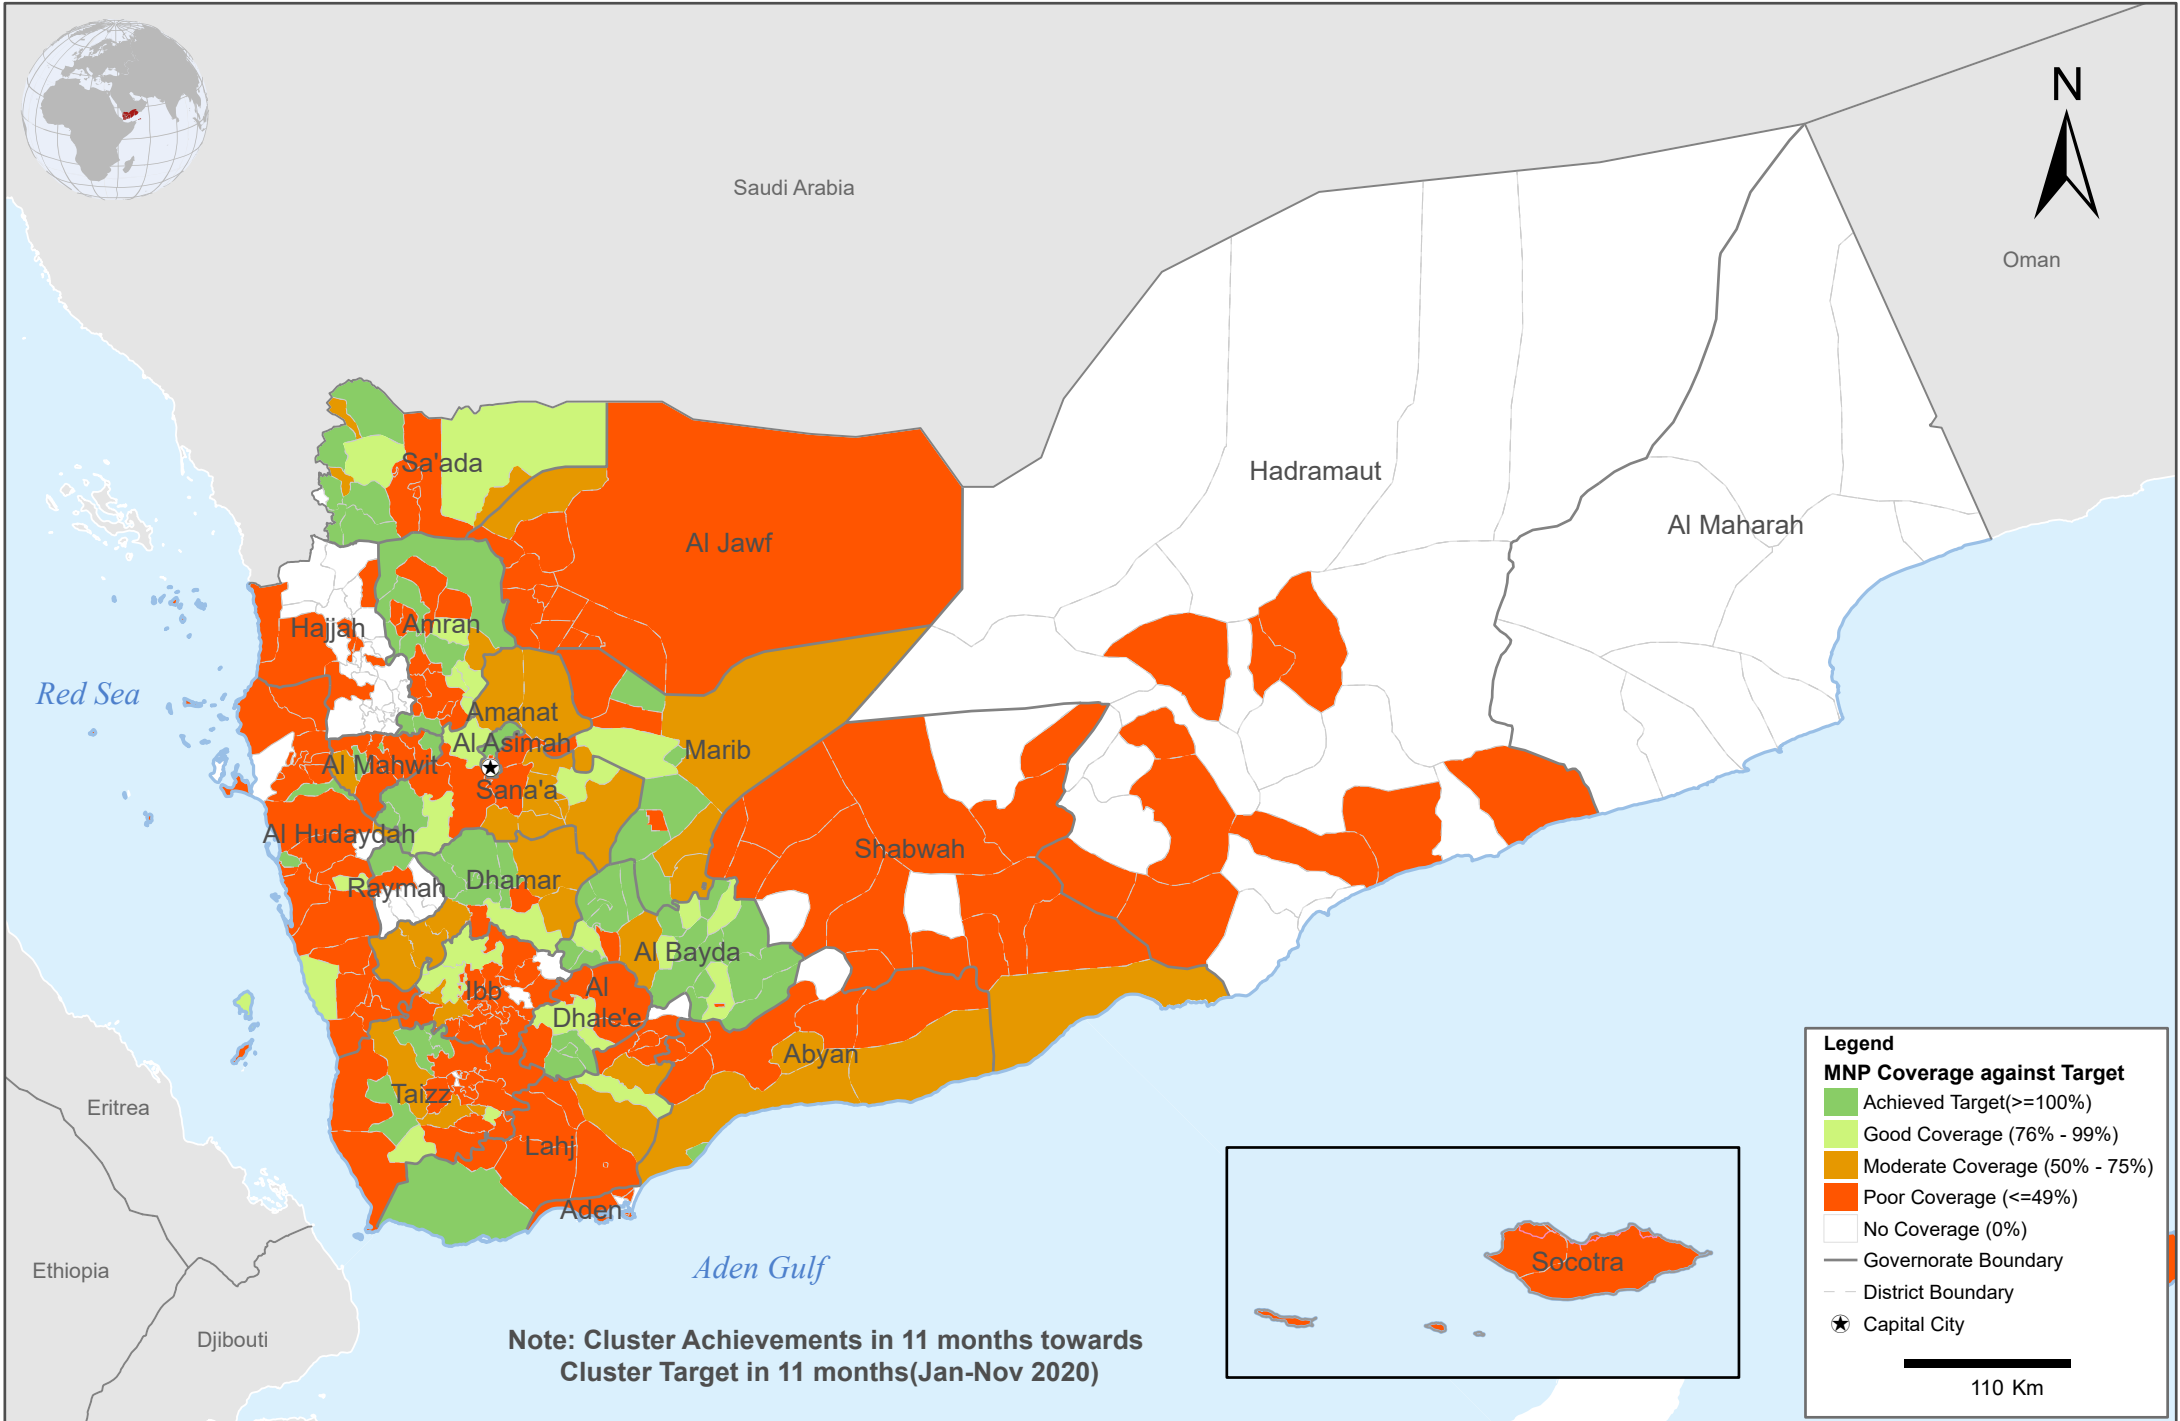 N
Saudi Arabia
Oman
Sa'ada
Hadramaut
Al Jawf
Al Maharah
Hajjah
Amran
Red Sea
Amanat
Al Asimah
Marib
Al Mahwit
Sana'a
Al Hudaydah
Shabwah
Raymah
Dhamar
Al Bayda
Ibb
Al
Dhale'e
Abyan
Taizz
Eritrea
Lahj
Aden
Ethiopia
Aden Gulf
Djibouti
Socotra
Note: Cluster Achievements in 11 months towards
Cluster Target in 11 months(Jan-Nov 2020)
Legend
MNP Coverage against Target
Achieved Target(>=100%)
Good Coverage (76% - 99%)
Moderate Coverage (50% - 75%)
Poor Coverage (<=49%)
No Coverage (0%)
Governorate Boundary
District Boundary
Capital City
110 Km